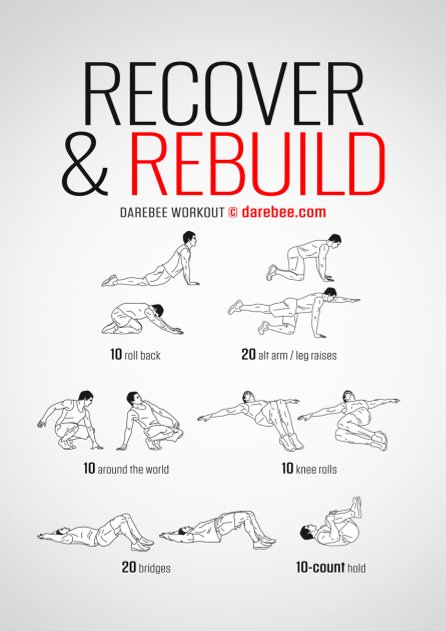 RECOVER
& REBUILD
DAREBEE WORKOUT © darebee.com
10 roll back
20 alt arm / leg raises
10 around the world
10 knee rolls
20 bridges
10-count hold